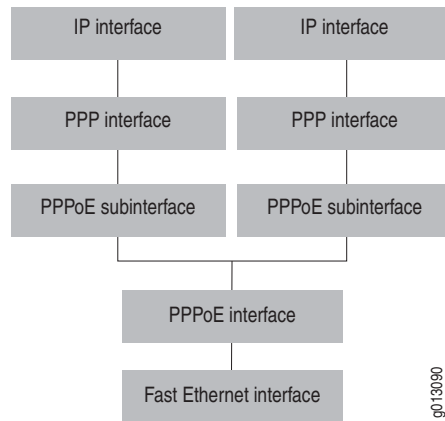 IP interface
IP interface
PPP interface
PPP interface
PPPoE subinterface
PPPoE subinterface
PPPoE interface
Fast Ethernet interface
g013090